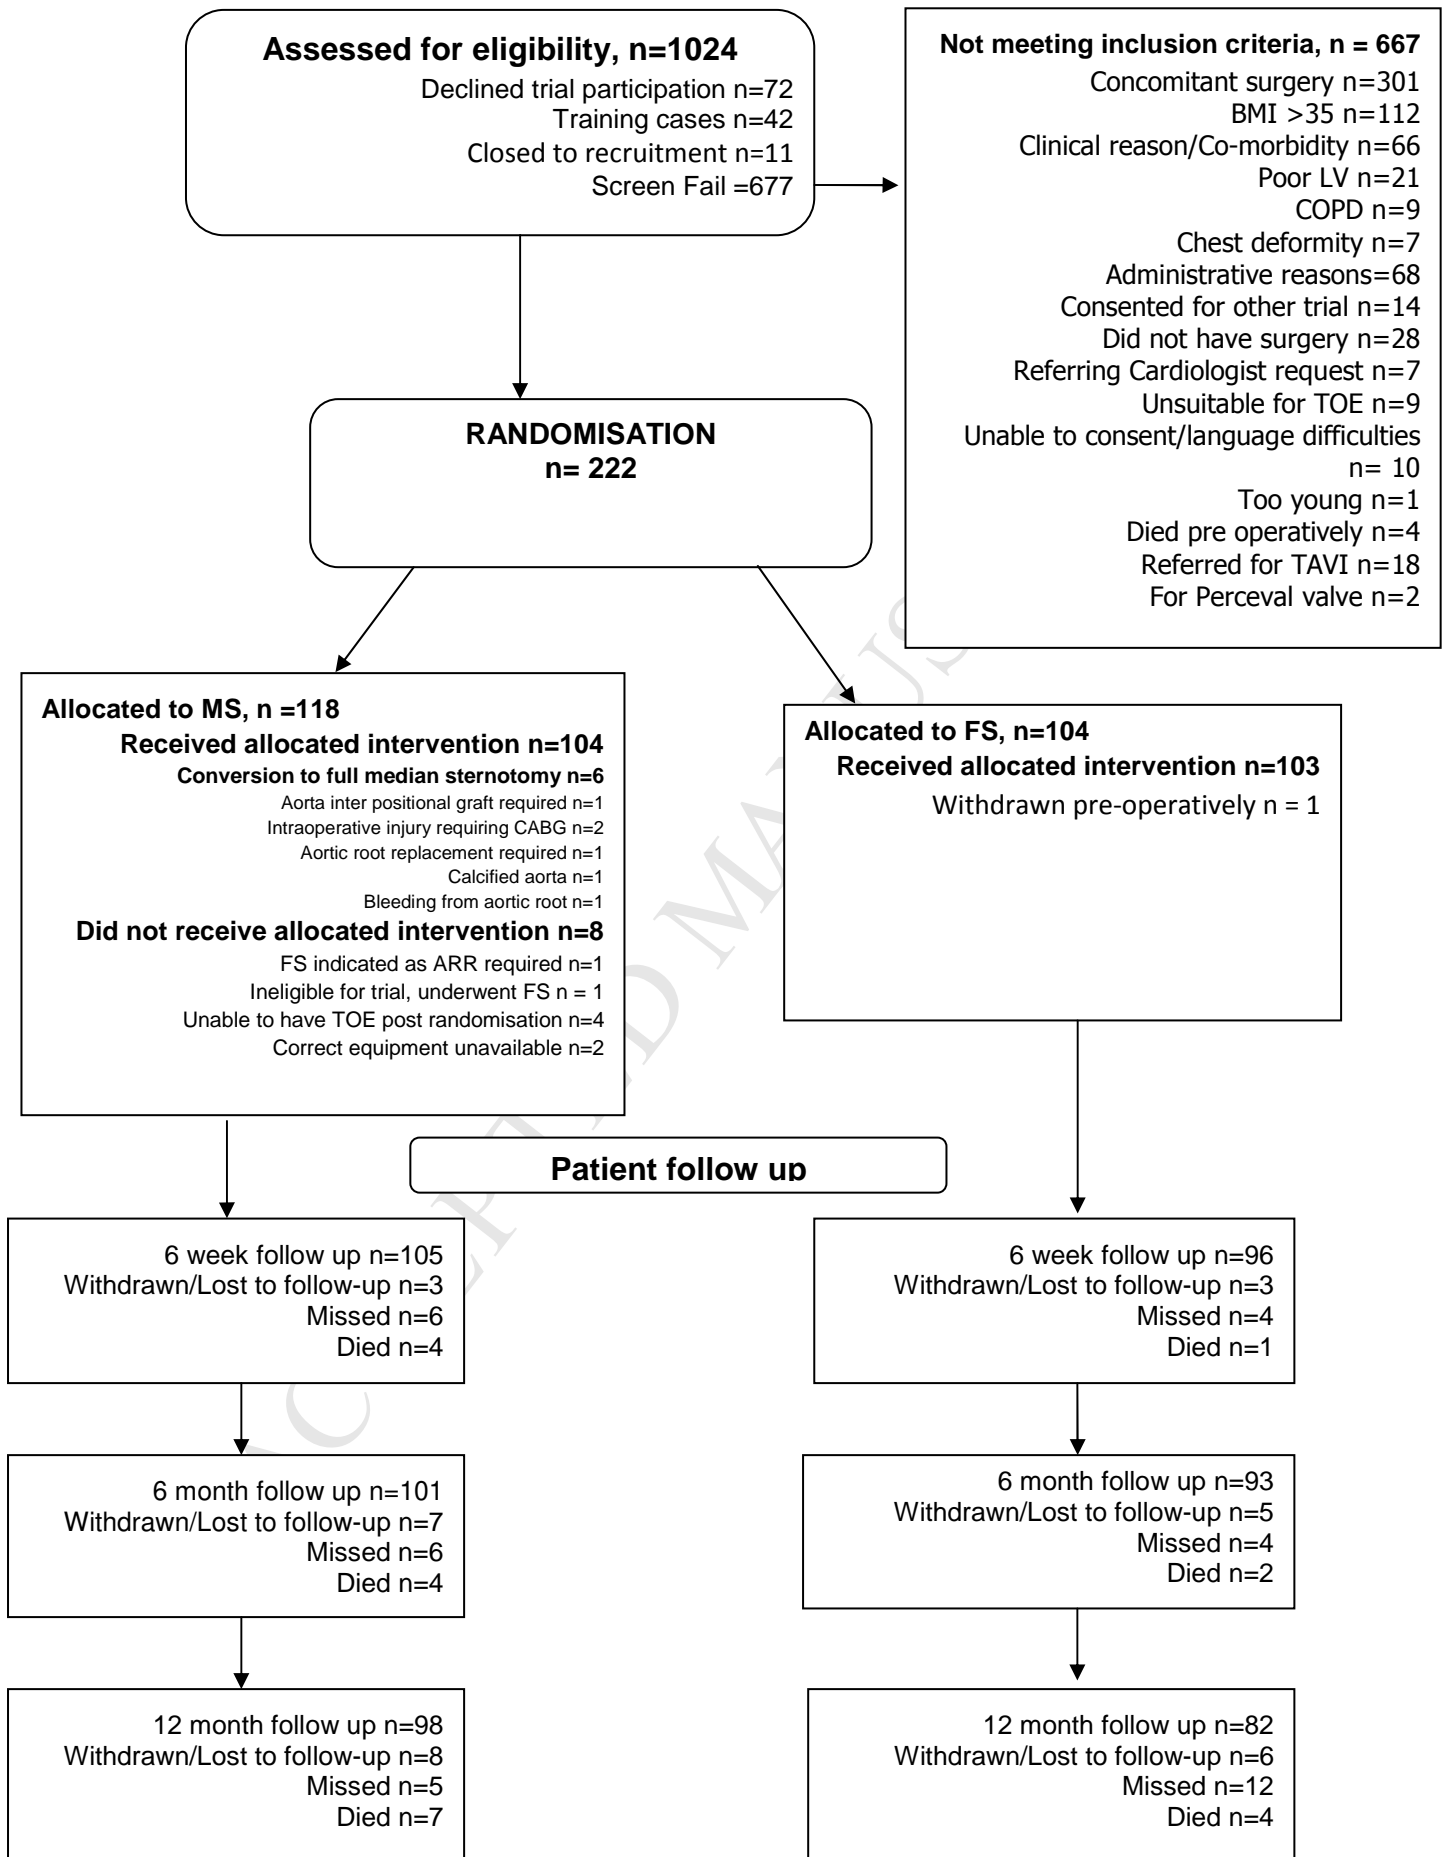 Assessed for eligibility, n=1024
Declined trial participation n=72
Training cases n=42
Closed to recruitment n=11
Screen Fail =677
Not meeting inclusion criteria, n = 667
Concomitant surgery n=301
BMI >35 n=112
Clinical reason/Co-morbidity n=66
Poor LV n=21
COPD n=9
Chest deformity n=7
Administrative reasons=68
Consented for other trial n=14
Did not have surgery n=28
Referring Cardiologist request n=7
Unsuitable for TOE n=9
Unable to consent/language difficulties
n= 10
Too young n=1
Died pre operatively n=4
Referred for TAVI n=18
For Perceval valve n=2
RANDOMISATION
n= 222
Allocated to MS, n =118
Received allocated intervention n=104
Conversion to full median sternotomy n=6
Aorta inter positional graft required n=1
Intraoperative injury requiring CABG n=2
Aortic root replacement required n=1
Calcified aorta n=1
Bleeding from aortic root n=1
Did not receive allocated intervention n=8
FS indicated as ARR required n=1
Ineligible for trial, underwent FS n = 1
Unable to have TOE post randomisation n=4
Correct equipment unavailable n=2
Allocated to FS, n=104
Received allocated intervention n=103
Withdrawn pre-operatively n = 1
Patient follow up
6 week follow up n=105
Withdrawn/Lost to follow-up n=3
Missed n=6
Died n=4
6 week follow up n=96
Withdrawn/Lost to follow-up n=3
Missed n=4
Died n=1
6 month follow up n=101
Withdrawn/Lost to follow-up n=7
Missed n=6
Died n=4
6 month follow up n=93
Withdrawn/Lost to follow-up n=5
Missed n=4
Died n=2
12 month follow up n=98
Withdrawn/Lost to follow-up n=8
Missed n=5
Died n=7
12 month follow up n=82
Withdrawn/Lost to follow-up n=6
Missed n=12
Died n=4